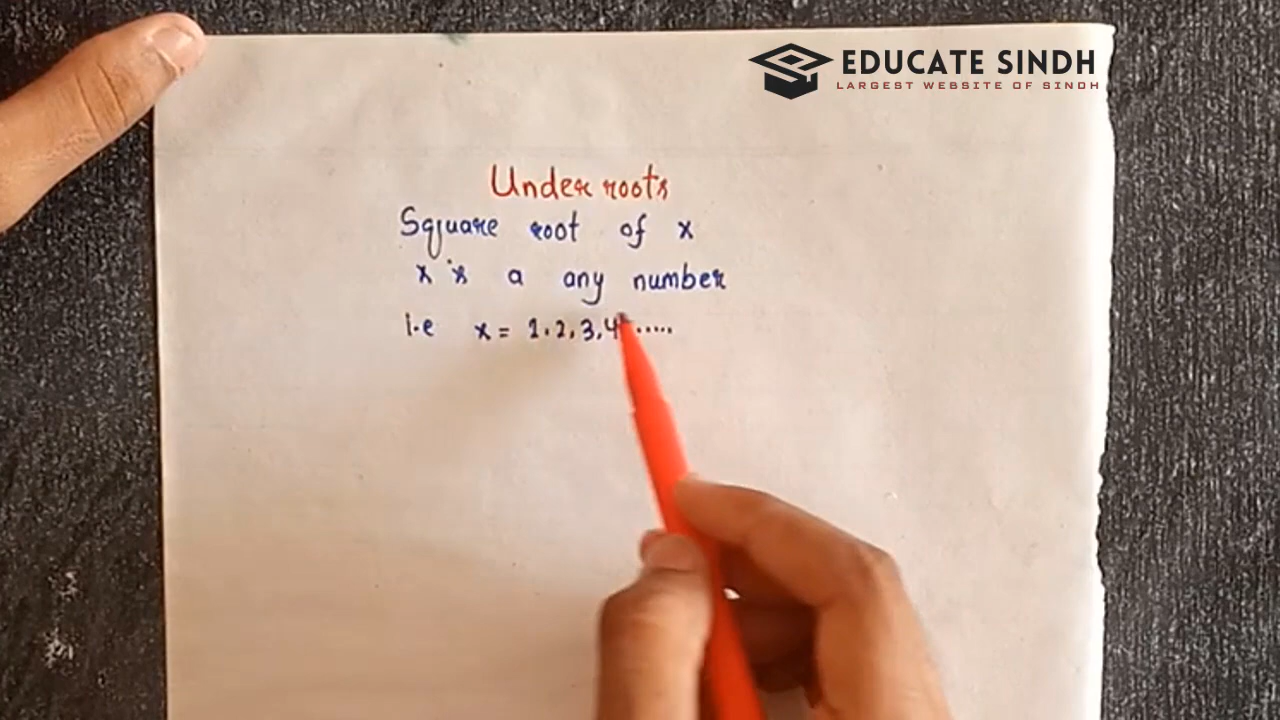 EDUCATE SINDH
LARGEST WEBSITE OF SINDH
Under roots
Square root of x
x is a any number
i.e x = 1.2,3,4.....